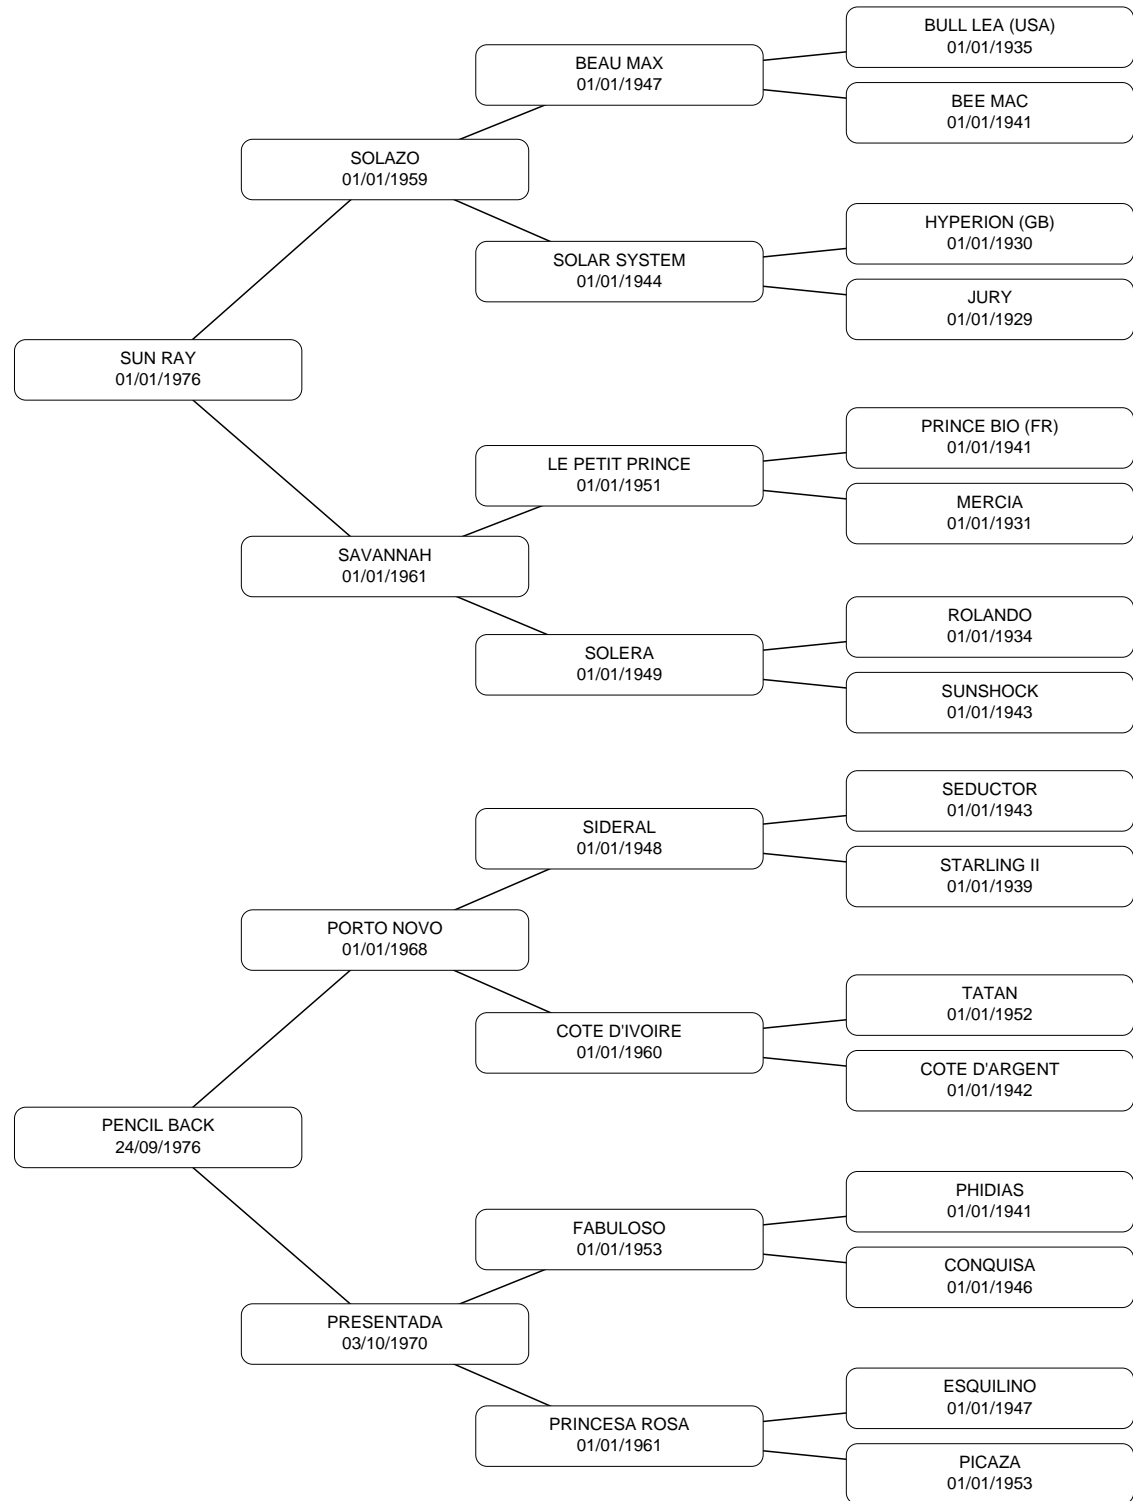 BULL LEA (USA)
01/01/1935
BEAU MAX
01/01/1947
BEE MAC
01/01/1941
SOLAZO
01/01/1959
HYPERION (GB)
01/01/1930
SOLAR SYSTEM
01/01/1944
JURY
01/01/1929
SUN RAY
01/01/1976
PRINCE BIO (FR)
01/01/1941
LE PETIT PRINCE
01/01/1951
MERCIA
01/01/1931
SAVANNAH
01/01/1961
ROLANDO
01/01/1934
SOLERA
01/01/1949
SUNSHOCK
01/01/1943
SEDUCTOR
01/01/1943
SIDERAL
01/01/1948
STARLING II
01/01/1939
PORTO NOVO
01/01/1968
TATAN
01/01/1952
COTE D'IVOIRE
01/01/1960
COTE D'ARGENT
01/01/1942
PENCIL BACK
24/09/1976
PHIDIAS
01/01/1941
FABULOSO
01/01/1953
CONQUISA
01/01/1946
PRESENTADA
03/10/1970
ESQUILINO
01/01/1947
PRINCESA ROSA
01/01/1961
PICAZA
01/01/1953